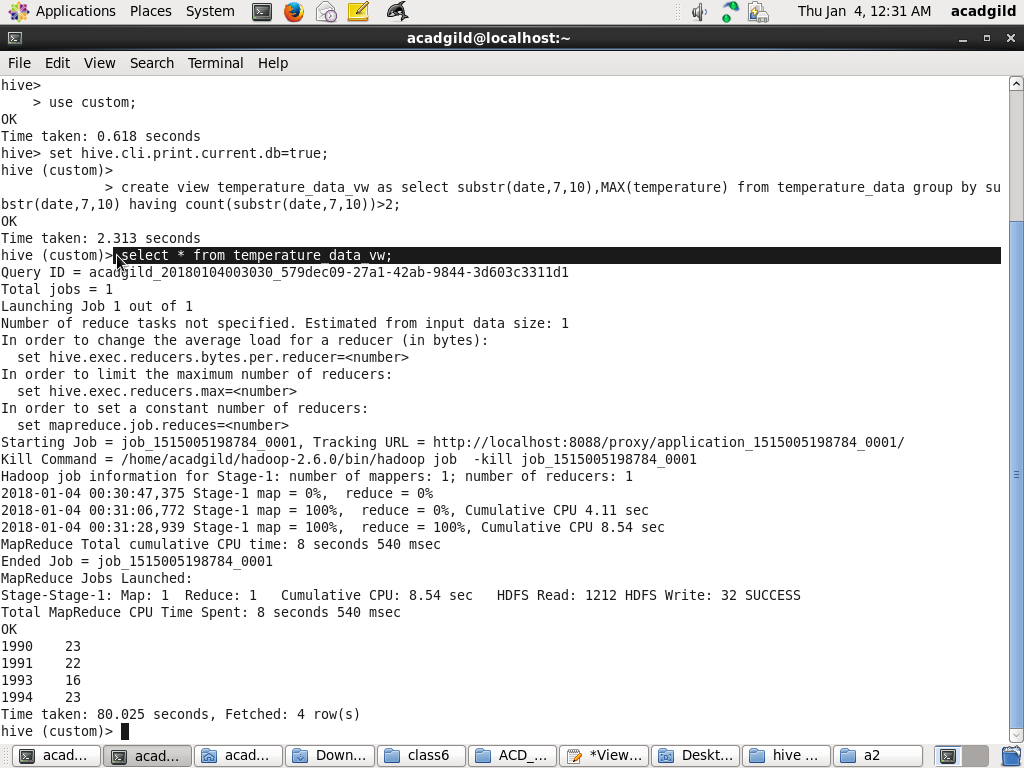 Applications Places System Thu Jan 4, 12:31 AM acadgild
acadgild@localhost:~
File Edit View Search Terminal Help
hive>
    > use custom;
OK
Time taken: 0.618 seconds
hive> set hive.cli.print.current.db=true;
hive (custom)>
             > create view temperature_data_vw as select substr(date,7,10),MAX(temperature) from temperature_data group by su
bstr(date,7,10) having count(substr(date,7,10))>2;
OK
Time taken: 2.313 seconds
hive (custom)> select * from temperature_data_vw;
Query ID = acadgild_20180104003030_579dec09-27a1-42ab-9844-3d603c3311d1
Total jobs = 1
Launching Job 1 out of 1
Number of reduce tasks not specified. Estimated from input data size: 1
In order to change the average load for a reducer (in bytes):
  set hive.exec.reducers.bytes.per.reducer=<number>
In order to limit the maximum number of reducers:
  set hive.exec.reducers.max=<number>
In order to set a constant number of reducers:
  set mapreduce.job.reduces=<number>
Starting Job = job_1515005198784_0001, Tracking URL = http://localhost:8088/proxy/application_1515005198784_0001/
Kill Command = /home/acadgild/hadoop-2.6.0/bin/hadoop job  -kill job_1515005198784_0001
Hadoop job information for Stage-1: number of mappers: 1; number of reducers: 1
2018-01-04 00:30:47,375 Stage-1 map = 0%,  reduce = 0%
2018-01-04 00:31:06,772 Stage-1 map = 100%,  reduce = 0%, Cumulative CPU 4.11 sec
2018-01-04 00:31:28,939 Stage-1 map = 100%,  reduce = 100%, Cumulative CPU 8.54 sec
MapReduce Total cumulative CPU time: 8 seconds 540 msec
Ended Job = job_1515005198784_0001
MapReduce Jobs Launched:
Stage-Stage-1: Map: 1  Reduce: 1   Cumulative CPU: 8.54 sec   HDFS Read: 1212 HDFS Write: 32 SUCCESS
Total MapReduce CPU Time Spent: 8 seconds 540 msec
OK
1990    23
1991    22
1993    16
1994    23
Time taken: 80.025 seconds, Fetched: 4 row(s)
hive (custom)>
acad... acad... acad... Down... class6 ACD_... *View... Deskt... hive ... a2